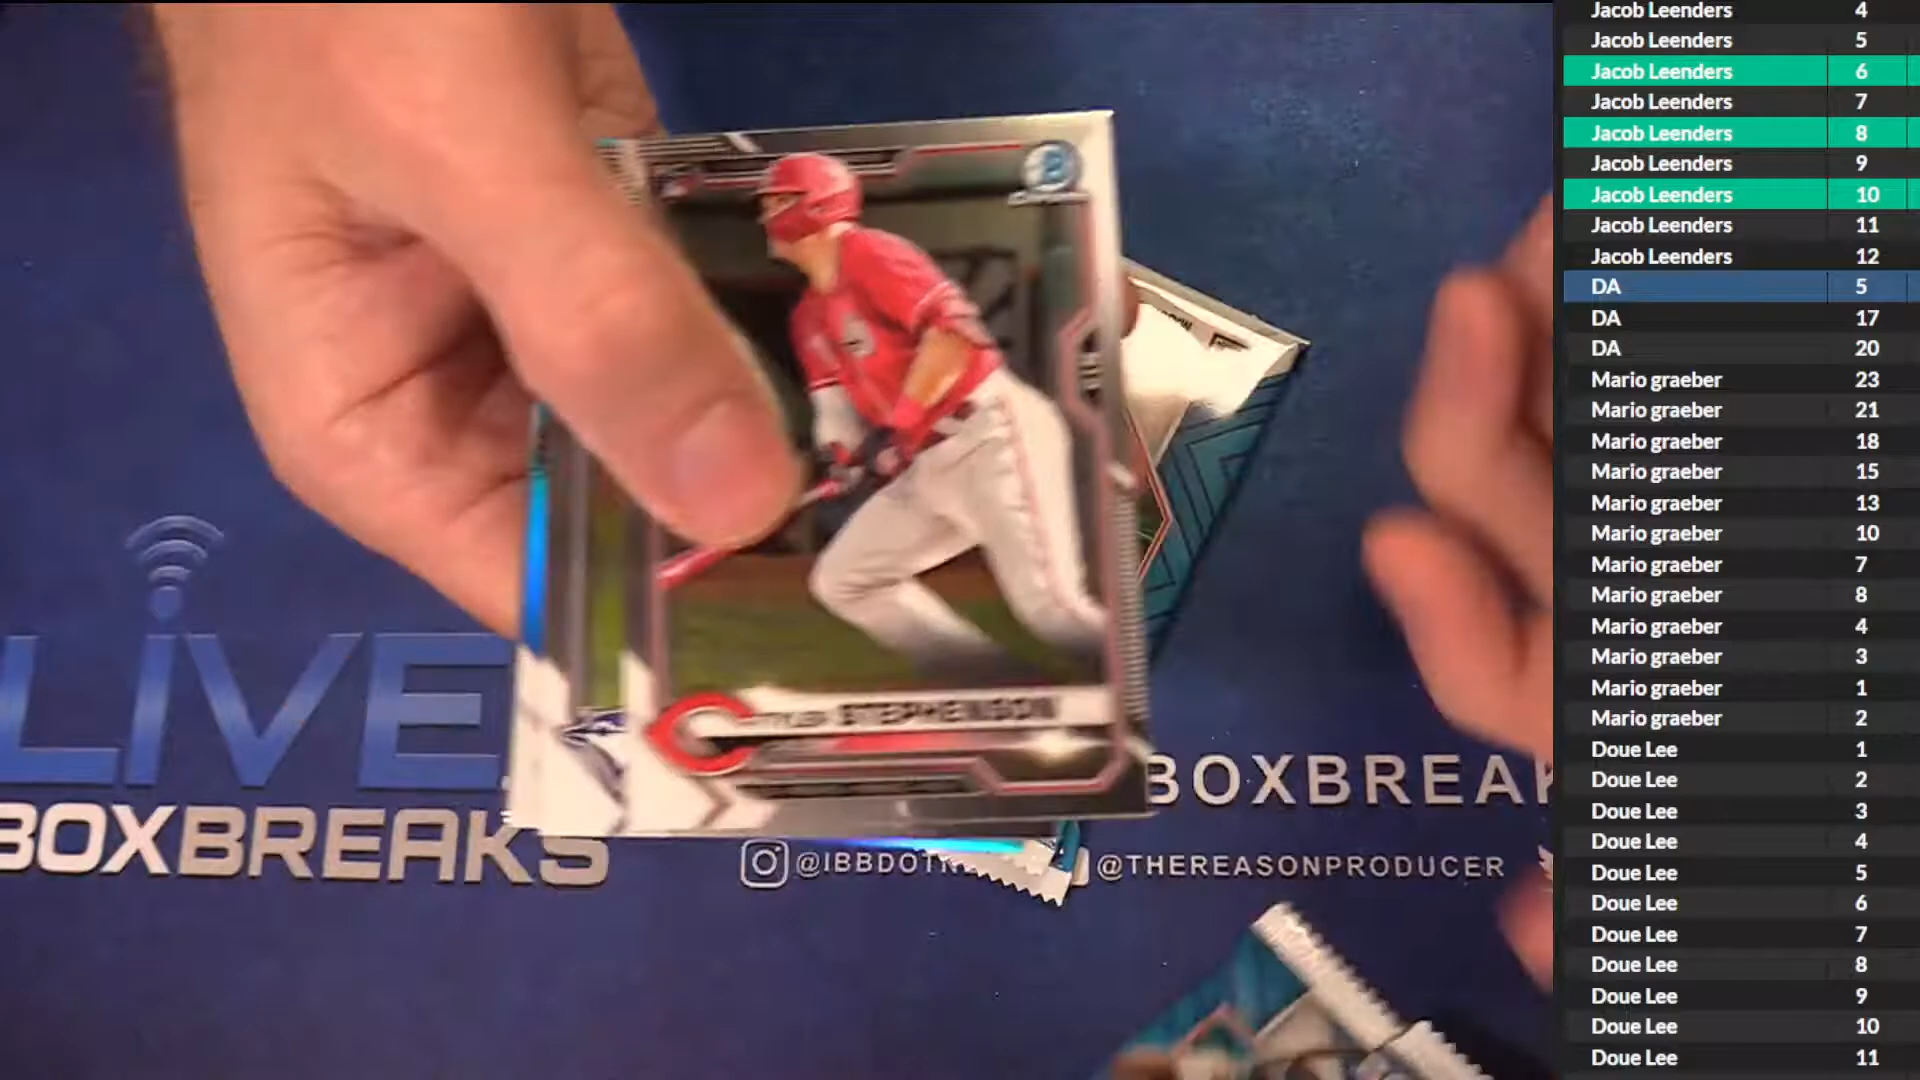 Jacob Leenders 4
Jacob Leenders 5
Jacob Leenders 6
Jacob Leenders 7
Jacob Leenders 8
Jacob Leenders 9
Jacob Leenders 10
Jacob Leenders 11
Jacob Leenders 12
DA 5
DA 17
DA 20
Mario graeber 23
Mario graeber 21
Mario graeber 18
Mario graeber 15
Mario graeber 13
Mario graeber 10
Mario graeber 7
Mario graeber 8
Mario graeber 4
Mario graeber 3
Mario graeber 1
Mario graeber 2
Doue Lee 1
Doue Lee 2
Doue Lee 3
Doue Lee 4
Doue Lee 5
Doue Lee 6
Doue Lee 7
Doue Lee 8
Doue Lee 9
Doue Lee 10
Doue Lee 11
B
TYLER STEPHENSON
LiVE
BOXBREAKS
BOXBREAK
@IBBDOTN
@THEREASONPRODUCER